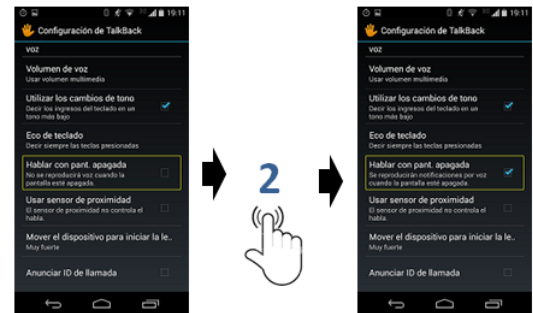 19:11
Configuración de TalkBack
VOZ
Volumen de voz
Usar volumen multimedia
Utilizar los cambios de tono
Decir los ingresos del teclado en un
tono más bajo
Eco de teclado
Decir siempre las teclas presionadas
Hablar con pant. apagada
No se reproducirá voz cuando la
pantalla esté apagada.
Usar sensor de proximidad
El sensor de proximidad no controla el
habla.
Mover el dispositivo para iniciar la le..
Muy fuerte
Anunciar ID de llamada
2
19:11
Configuración de TalkBack
VOZ
Volumen de voz
Usar volumen multimedia
Utilizar los cambios de tono
Decir los ingresos del teclado en un
tono más bajo
Eco de teclado
Decir siempre las teclas presionadas
Hablar con pant. apagada
Se reproducirán notificaciones por voz
cuando la pantalla esté apagada.
Usar sensor de proximidad
El sensor de proximidad no controla el
habla.
Mover el dispositivo para iniciar la le..
Muy fuerte
Anunciar ID de llamada